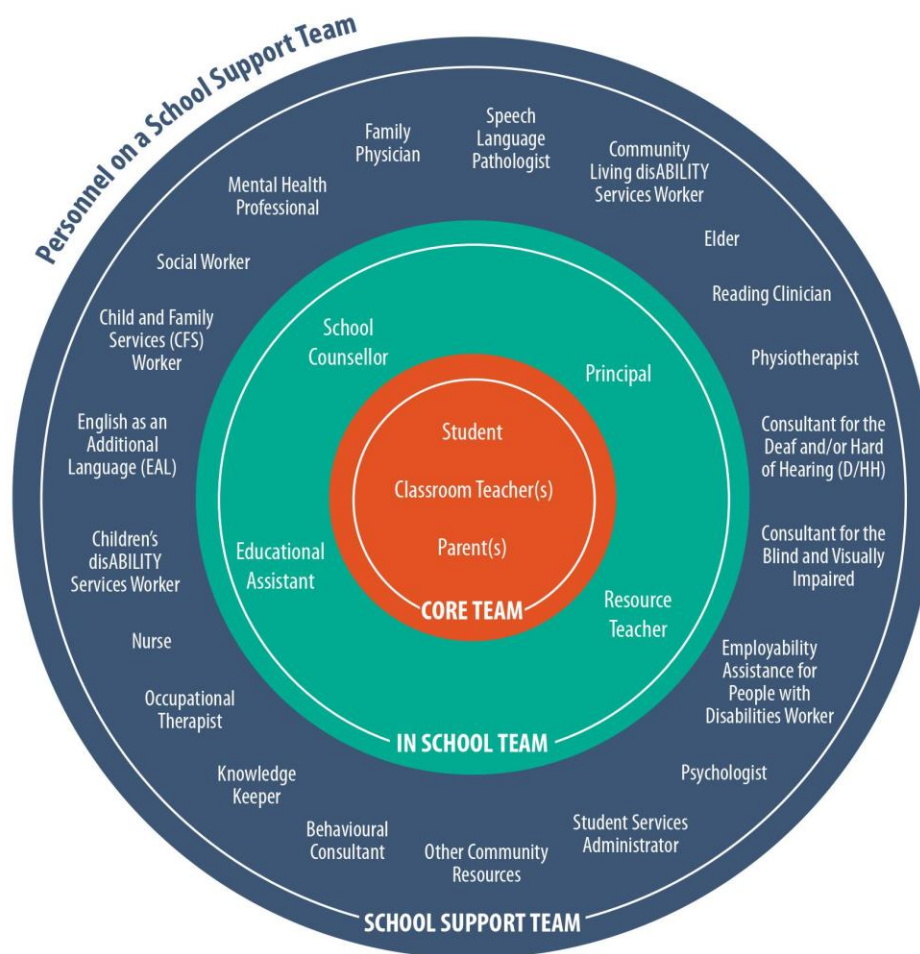 Personnel on a School Support Team
Family
Physician
Speech
Language
Pathologist
Community
Living disABILITY
Services Worker
Elder
Reading Clinician
Physiotherapist
Consultant for the
Deaf and/or Hard
of Hearing (D/HH)
Consultant for the
Blind and Visually
Impaired
Employability
Assistance for
People with
Disabilities Worker
Psychologist
Student Services
Administrator
Other Community
Resources
Behavioural
Consultant
Knowledge
Keeper
Occupational
Therapist
Nurse
Children's
disABILITY
Services Worker
English as an
Additional
Language (EAL)
Child and Family
Services (CFS)
Worker
Social Worker
Mental Health
Professional
School
Counsellor
Principal
Resource
Teacher
Educational
Assistant
Student
Classroom Teacher(s)
Parent(s)
CORE TEAM
IN SCHOOL TEAM
SCHOOL SUPPORT TEAM